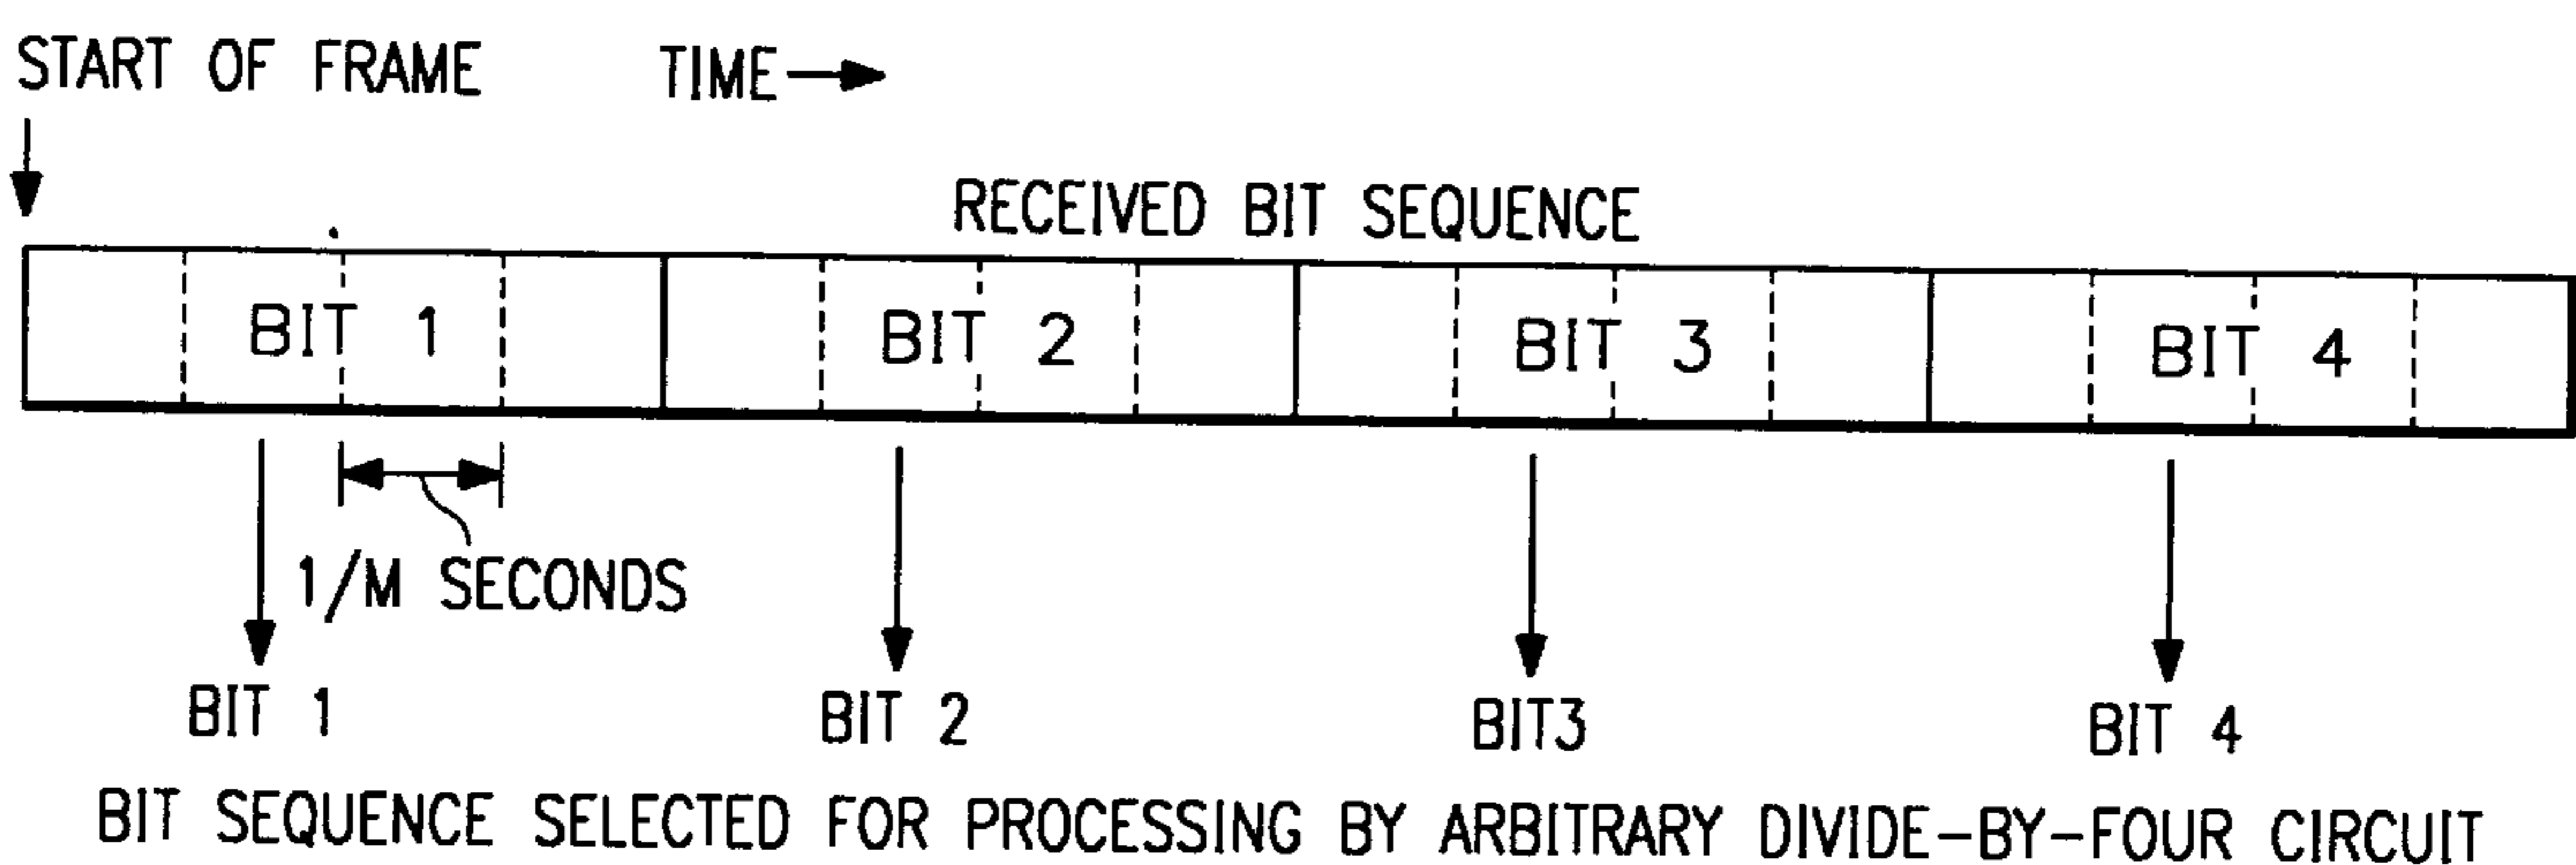 START OF FRAME
TIME
RECEIVED BIT SEQUENCE
BIT 1
BIT 2
BIT 3
BIT 4
1/M SECONDS
BIT 1
BIT 2
BIT3
BIT 4
BIT SEQUENCE SELECTED FOR PROCESSING BY ARBITRARY DIVIDE-BY-FOUR CIRCUIT